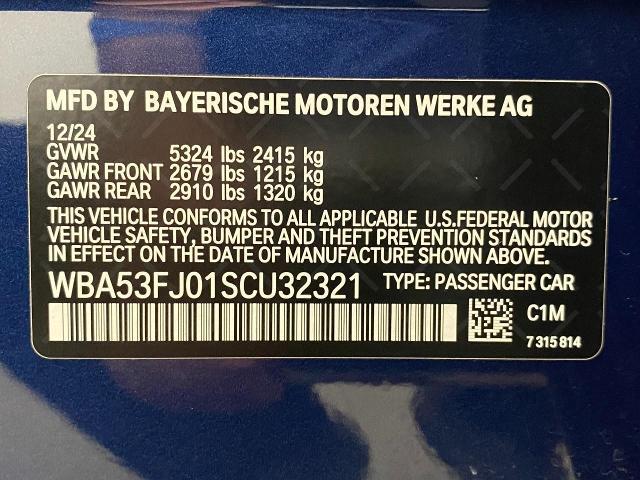 MFD BY BAYERISCHE MOTOREN WERKE AG
12/24
GVWR 5324 lbs 2415 kg
GAWR FRONT 2679 lbs 1215 kg
GAWR REAR 2910 lbs 1320 kg
THIS VEHICLE CONFORMS TO ALL APPLICABLE U.S.FEDERAL MOTOR
VEHICLE SAFETY, BUMPER AND THEFT PREVENTION STANDARDS
IN EFFECT ON THE DATE OF MANUFACTURE SHOWN ABOVE.
WBA53FJ01SCU32321 TYPE: PASSENGER CAR
C1M
7 315 814